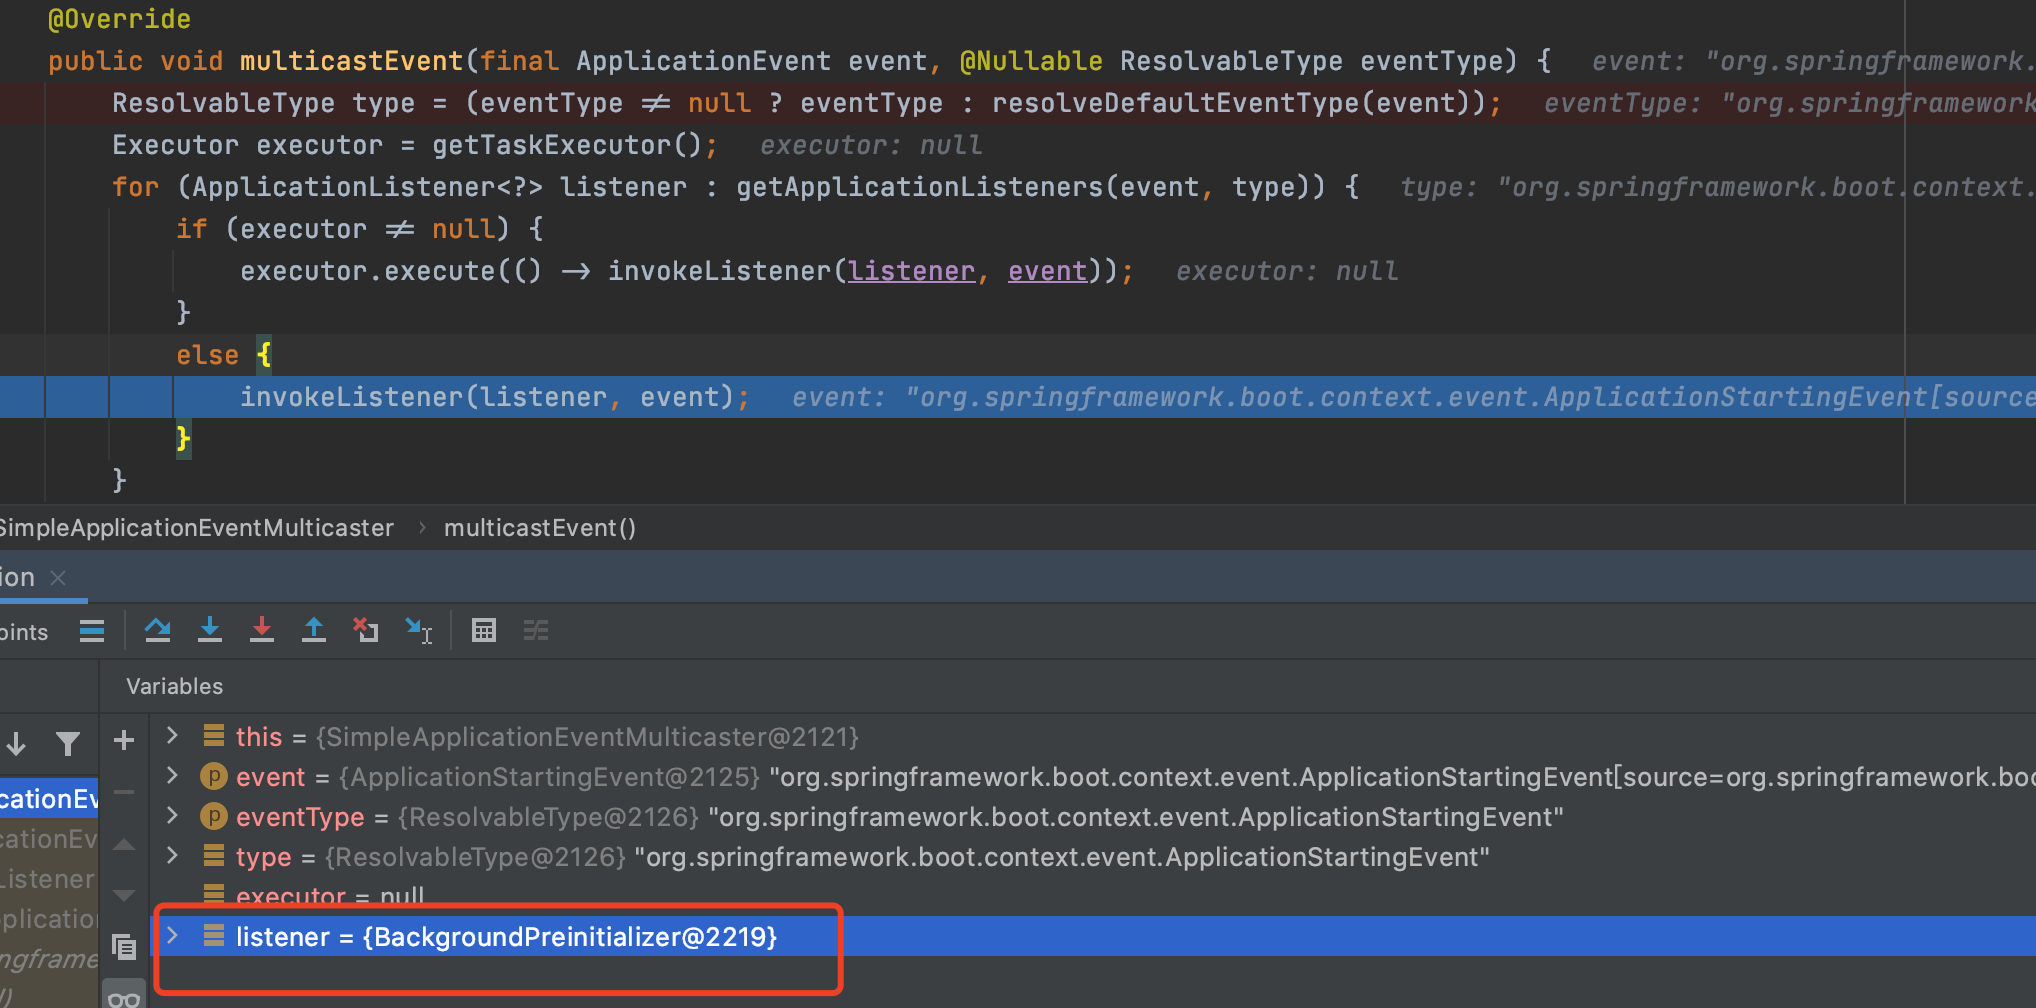 @Override
public void multicastEvent(final ApplicationEvent event, @Nullable ResolvableType eventType) { event: "org.springframework.
ResolvableType type = (eventType ≠ null ? eventType : resolveDefaultEventType(event)); eventType: "org.springframework
Executor executor = getTaskExecutor(); executor: null
for (ApplicationListener<?> listener : getApplicationListeners(event, type)) { type: "org.springframework.boot.context.
if (executor ≠ null) {
executor.execute(() → invokeListener(listener, event)); executor: null
}
else {
invokeListener(listener, event); event: "org.springframework.boot.context.event.ApplicationStartingEvent[source
}
}
SimpleApplicationEventMulticaster › multicastEvent()
ion ×
oints
Variables
this = {SimpleApplicationEventMulticaster@2121}
event = {ApplicationStartingEvent@2125} "org.springframework.boot.context.event.ApplicationStartingEvent[source=org.springframework.boo
eventType = {ResolvableType@2126} "org.springframework.boot.context.event.ApplicationStartingEvent"
type = {ResolvableType@2126} "org.springframework.boot.context.event.ApplicationStartingEvent"
executor = null
listener = {BackgroundPreinitializer@2219}
cationEv
cationEv
Listener
pplication
ngframe